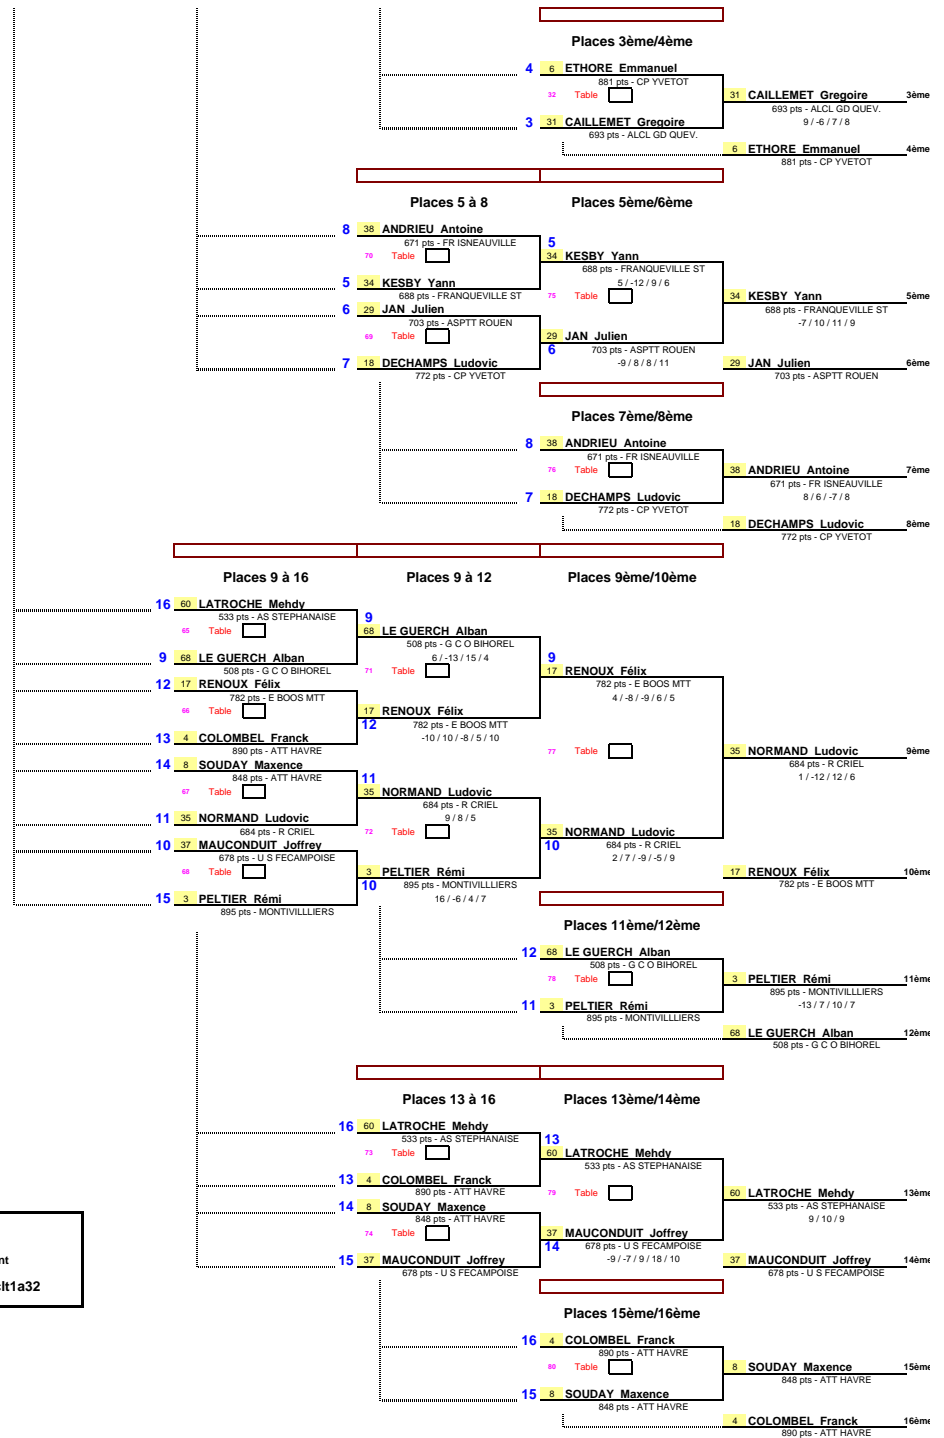 Places 3ème/4ème
4 6 ETHORE Emmanuel
881 pts - CP YVETOT
32 Table
31 CAILLEMET Gregoire 3ème
693 pts - ALCL GD QUEV.
9 / -6 / 7 / 8
3 31 CAILLEMET Gregoire
693 pts - ALCL GD QUEV.
6 ETHORE Emmanuel 4ème
881 pts - CP YVETOT
Places 5 à 8 Places 5ème/6ème
8 38 ANDRIEU Antoine
671 pts - FR ISNEAUVILLE
70 Table
5
34 KESBY Yann
688 pts - FRANQUEVILLE ST
5 / -12 / 9 / 6
5 34 KESBY Yann
688 pts - FRANQUEVILLE ST
75 Table
34 KESBY Yann 5ème
688 pts - FRANQUEVILLE ST
-7 / 10 / 11 / 9
6 29 JAN Julien
703 pts - ASPTT ROUEN
69 Table
29 JAN Julien
6 703 pts - ASPTT ROUEN
-9 / 8 / 8 / 11
7 18 DECHAMPS Ludovic
772 pts - CP YVETOT
29 JAN Julien 6ème
703 pts - ASPTT ROUEN
Places 7ème/8ème
8 38 ANDRIEU Antoine
671 pts - FR ISNEAUVILLE
76 Table
38 ANDRIEU Antoine 7ème
671 pts - FR ISNEAUVILLE
8 / 6 / -7 / 8
7 18 DECHAMPS Ludovic
772 pts - CP YVETOT
18 DECHAMPS Ludovic 8ème
772 pts - CP YVETOT
Places 9 à 16 Places 9 à 12 Places 9ème/10ème
16 60 LATROCHE Mehdy
533 pts - AS STEPHANAISE
65 Table
9
68 LE GUERCH Alban
508 pts - G C O BIHOREL
6 / -13 / 15 / 4
9 68 LE GUERCH Alban
508 pts - G C O BIHOREL
71 Table
9
17 RENOUX Félix
782 pts - E BOOS MTT
4 / -8 / -9 / 6 / 5
12 17 RENOUX Félix
782 pts - E BOOS MTT
66 Table
17 RENOUX Félix
12 782 pts - E BOOS MTT
-10 / 10 / -8 / 5 / 10
13 4 COLOMBEL Franck
890 pts - ATT HAVRE
77 Table
35 NORMAND Ludovic 9ème
684 pts - R CRIEL
1 / -12 / 12 / 6
14 8 SOUDAY Maxence
848 pts - ATT HAVRE
67 Table
11
35 NORMAND Ludovic
684 pts - R CRIEL
9 / 8 / 5
11 35 NORMAND Ludovic
684 pts - R CRIEL
72 Table
35 NORMAND Ludovic
10 684 pts - R CRIEL
2 / 7 / -9 / -5 / 9
10 37 MAUCONDUIT Joffrey
678 pts - U S FECAMPOISE
68 Table
3 PELTIER Rémi
10 895 pts - MONTIVILLLIERS
16 / -6 / 4 / 7
17 RENOUX Félix 10ème
782 pts - E BOOS MTT
15 3 PELTIER Rémi
895 pts - MONTIVILLLIERS
Places 11ème/12ème
12 68 LE GUERCH Alban
508 pts - G C O BIHOREL
78 Table
3 PELTIER Rémi 11ème
895 pts - MONTIVILLLIERS
-13 / 7 / 10 / 7
11 3 PELTIER Rémi
895 pts - MONTIVILLLIERS
68 LE GUERCH Alban 12ème
508 pts - G C O BIHOREL
Places 13 à 16 Places 13ème/14ème
16 60 LATROCHE Mehdy
533 pts - AS STEPHANAISE
73 Table
13
60 LATROCHE Mehdy
533 pts - AS STEPHANAISE
13 4 COLOMBEL Franck
890 pts - ATT HAVRE
79 Table
60 LATROCHE Mehdy 13ème
533 pts - AS STEPHANAISE
9 / 10 / 9
14 8 SOUDAY Maxence
848 pts - ATT HAVRE
74 Table
37 MAUCONDUIT Joffrey
14 678 pts - U S FECAMPOISE
-9 / -7 / 9 / 18 / 10
15 37 MAUCONDUIT Joffrey
678 pts - U S FECAMPOISE
37 MAUCONDUIT Joffrey 14ème
678 pts - U S FECAMPOISE
nt
clt1a32
Places 15ème/16ème
16 4 COLOMBEL Franck
890 pts - ATT HAVRE
80 Table
8 SOUDAY Maxence 15ème
848 pts - ATT HAVRE
15 8 SOUDAY Maxence
848 pts - ATT HAVRE
4 COLOMBEL Franck 16ème
890 pts - ATT HAVRE